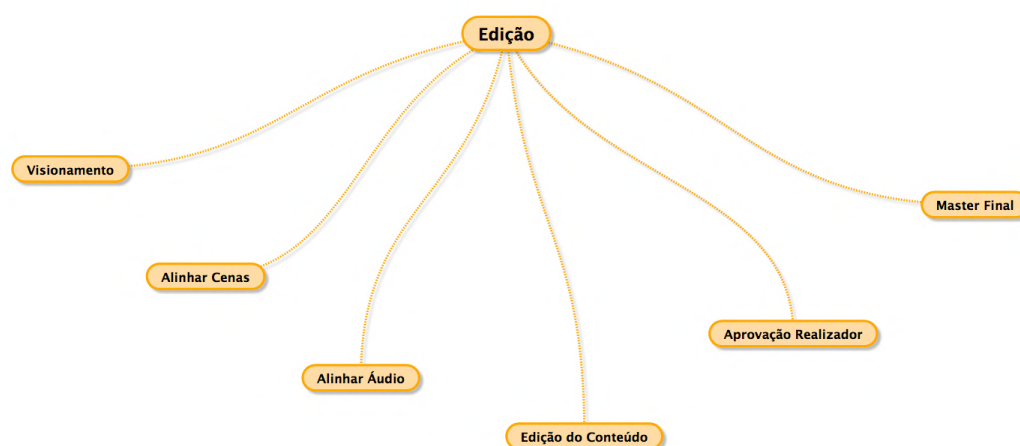 Edição
Visionamento
Master Final
Alinhar Cenas
Aprovação Realizador
Alinhar Áudio
Edição do Conteúdo